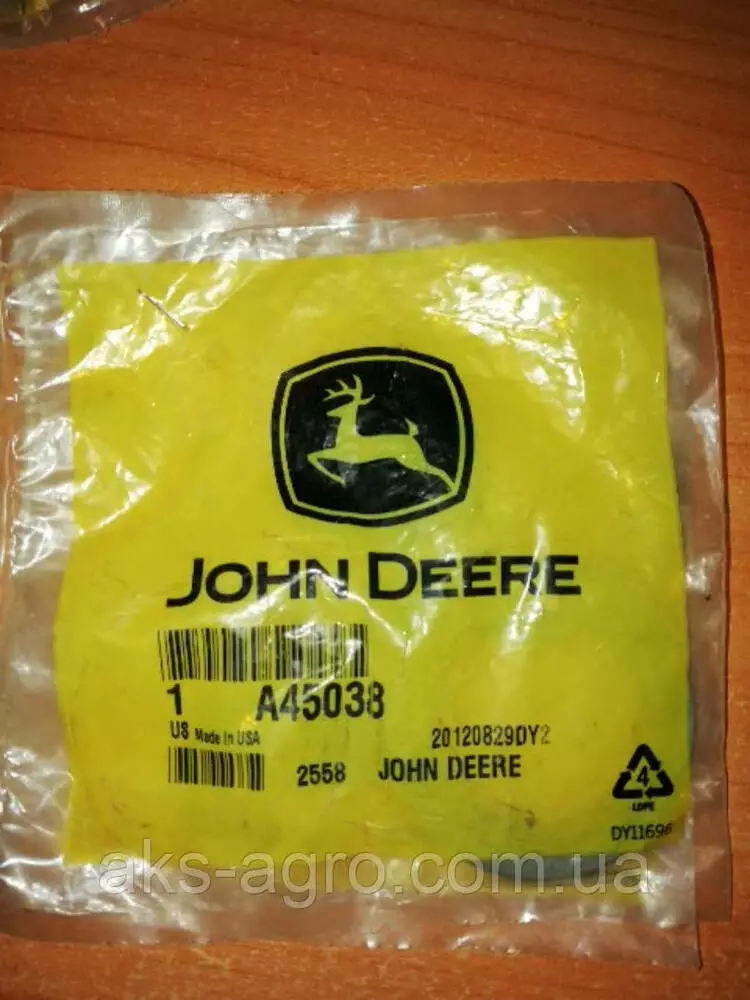 JOHN DEERE
1 A45038
US Made In USA
20120829DY2
2558 JOHN DEERE
4
LDPE
DY11696
aks-agro.com.ua